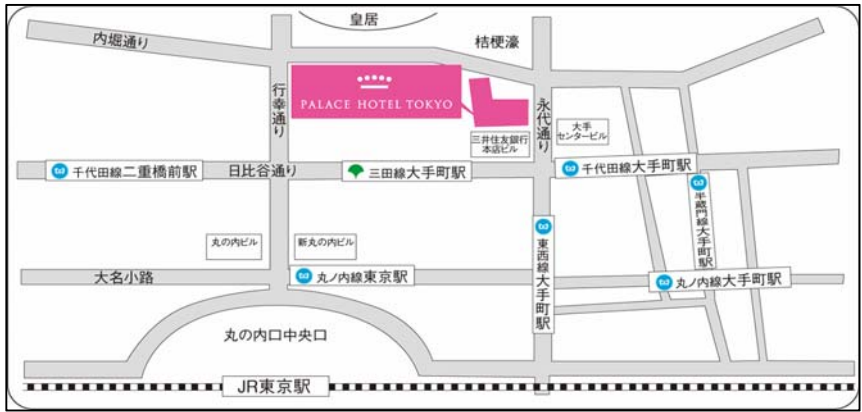 皇居
内堀通り
桔梗濠
行幸通り
PALACE HOTEL TOKYO
永代通り
大手
センタービル
三井住友銀行
本店ビル
千代田線二重橋前駅
日比谷通り
三田線大手町駅
千代田線大手町駅
半蔵門線大手町駅
丸の内ビル
新丸の内ビル
東西線大手町駅
大名小路
丸ノ内線東京駅
丸ノ内線大手町駅
丸の内口中央口
JR東京駅